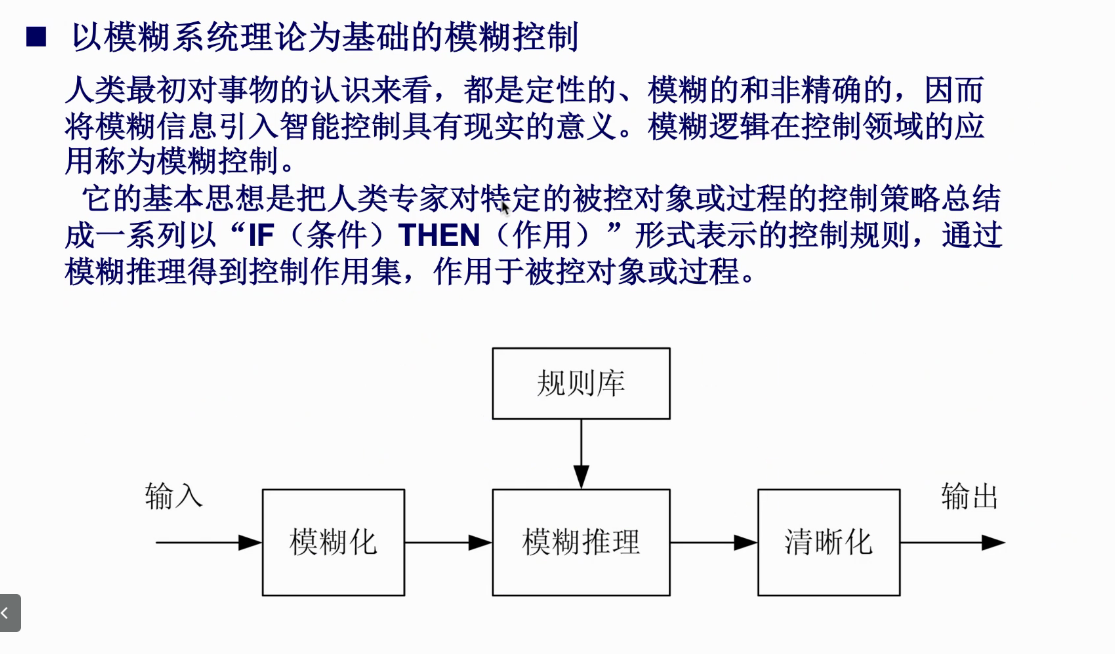 ■ 以模糊系统理论为基础的模糊控制
人类最初对事物的认识来看，都是定性的、模糊的和非精确的，因而
将模糊信息引入智能控制具有现实的意义。模糊逻辑在控制领域的应
用称为模糊控制。
它的基本思想是把人类专家对特定的被控对象或过程的控制策略总结
成一系列以“IF（条件）THEN（作用）”形式表示的控制规则，通过
模糊推理得到控制作用集，作用于被控对象或过程。
规则库
输入
输出
模糊化
模糊推理
清晰化